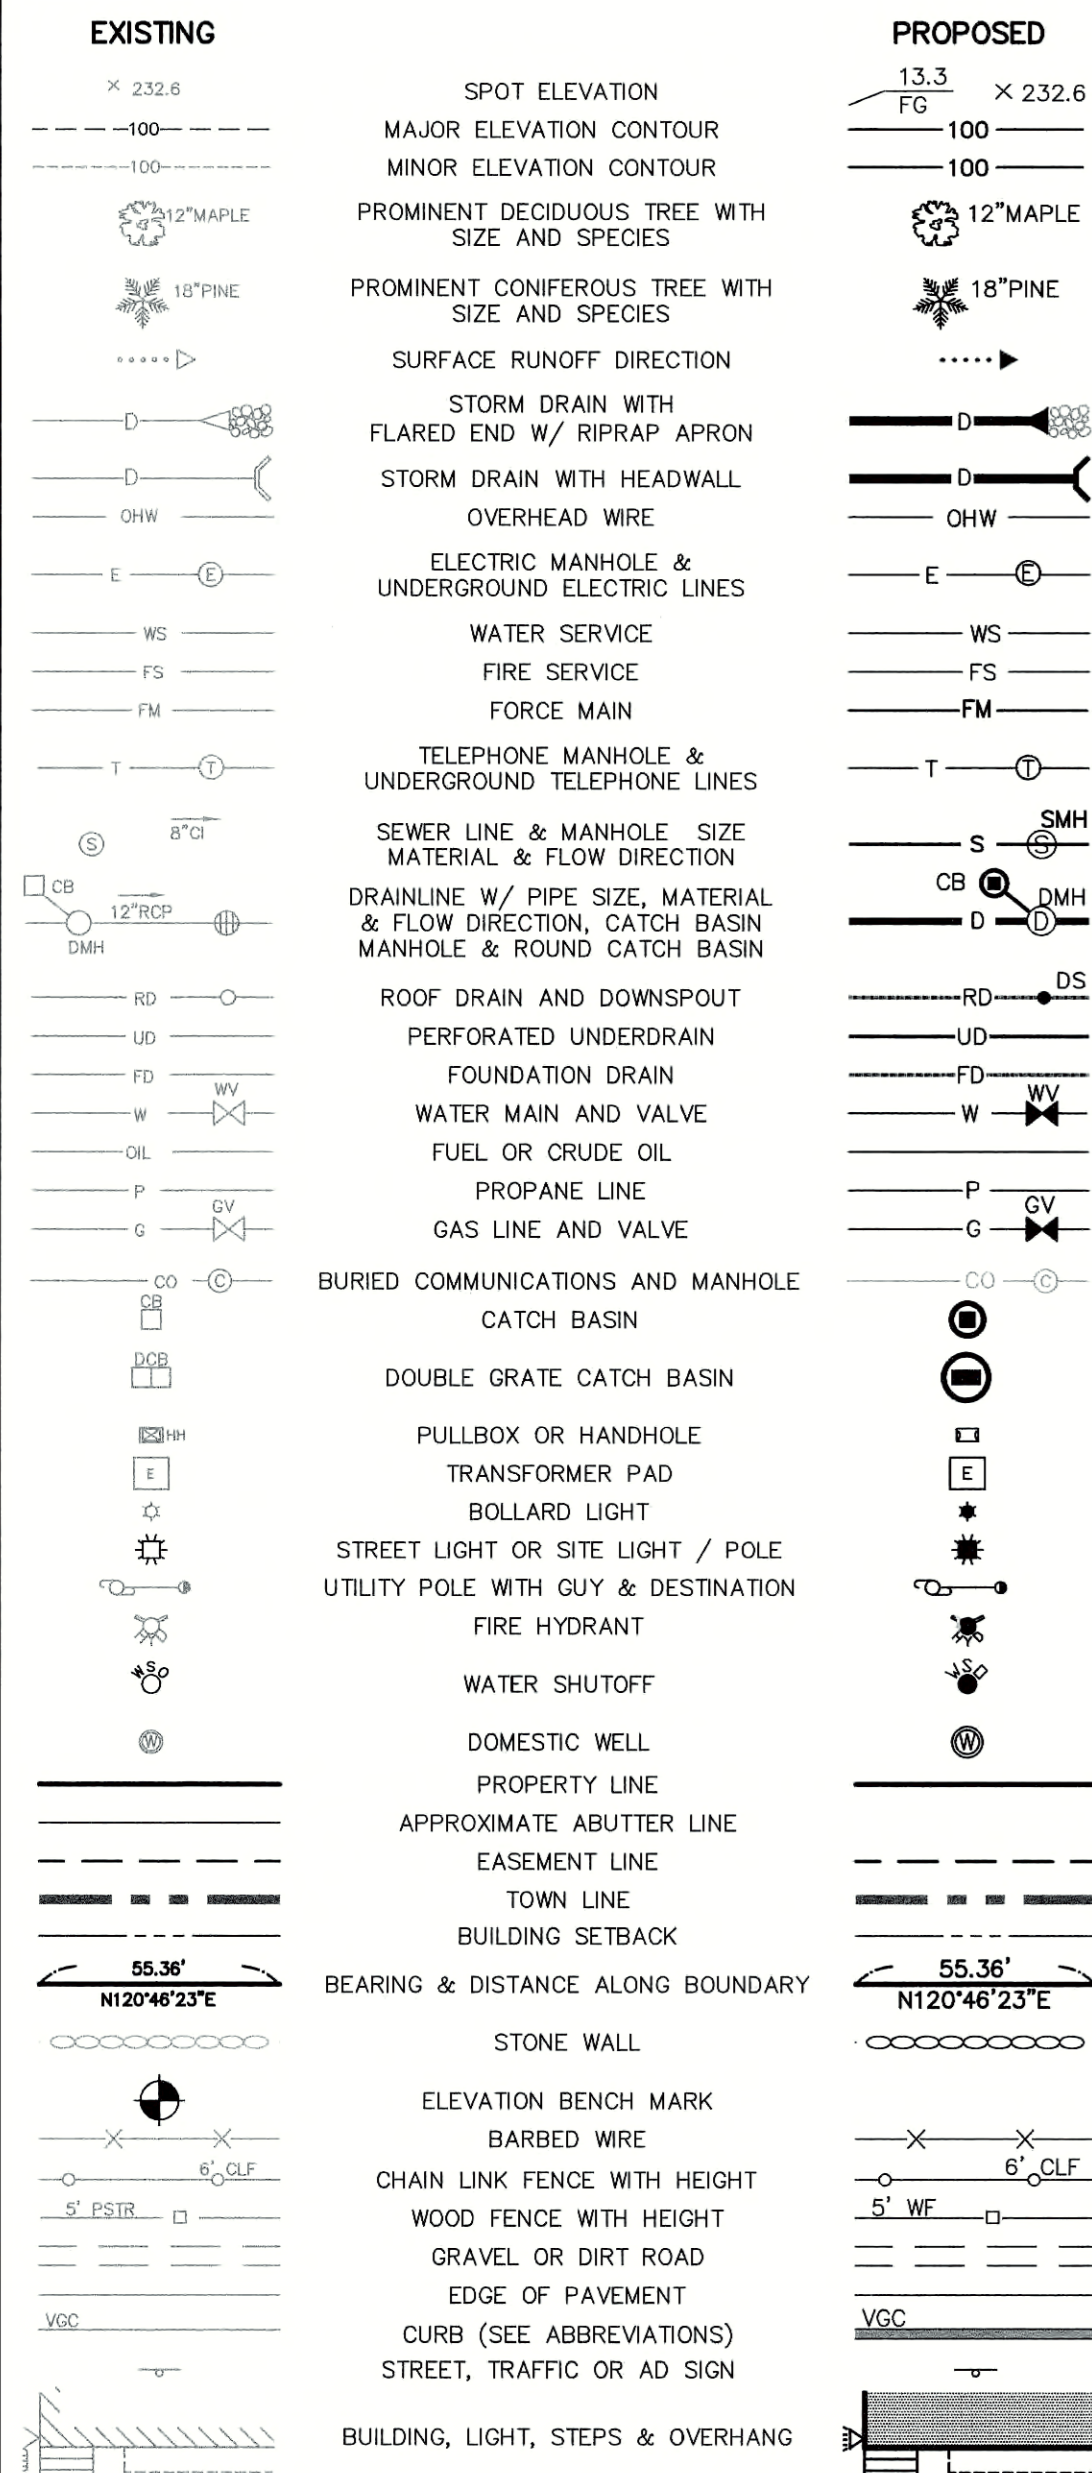 EXISTING PROPOSED
× 232.6 SPOT ELEVATION 13.3 FG × 232.6
100 MAJOR ELEVATION CONTOUR 100
100 MINOR ELEVATION CONTOUR 100
12"MAPLE PROMINENT DECIDUOUS TREE WITH 12"MAPLE
SIZE AND SPECIES
18"PINE PROMINENT CONIFEROUS TREE WITH 18"PINE
SIZE AND SPECIES
SURFACE RUNOFF DIRECTION
STORM DRAIN WITH
D FLARED END W/ RIPRAP APRON D
D STORM DRAIN WITH HEADWALL D
OHW OVERHEAD WIRE OHW
ELECTRIC MANHOLE &
E E UNDERGROUND ELECTRIC LINES E E
WS WATER SERVICE WS
FS FIRE SERVICE FS
FM FORCE MAIN FM
TELEPHONE MANHOLE &
T T UNDERGROUND TELEPHONE LINES T T
SMH
8"CI SEWER LINE & MANHOLE SIZE
S MATERIAL & FLOW DIRECTION S S
CB CB
12"RCP DRAINLINE W/ PIPE SIZE, MATERIAL DMH
& FLOW DIRECTION, CATCH BASIN D D
DMH MANHOLE & ROUND CATCH BASIN
DS
RD ROOF DRAIN AND DOWNSPOUT RD
UD PERFORATED UNDERDRAIN UD
FD FOUNDATION DRAIN FD
WV WV
W WATER MAIN AND VALVE W
OIL FUEL OR CRUDE OIL
P PROPANE LINE P
GV GV
G GAS LINE AND VALVE G
CO C BURIED COMMUNICATIONS AND MANHOLE CO C
CB CATCH BASIN
DCB DOUBLE GRATE CATCH BASIN
HH PULLBOX OR HANDHOLE
E TRANSFORMER PAD E
BOLLARD LIGHT
STREET LIGHT OR SITE LIGHT / POLE
UTILITY POLE WITH GUY & DESTINATION
FIRE HYDRANT
WSO WATER SHUTOFF WSO
W DOMESTIC WELL W
PROPERTY LINE
APPROXIMATE ABUTTER LINE
EASEMENT LINE
TOWN LINE
BUILDING SETBACK
55.36' 55.36'
BEARING & DISTANCE ALONG BOUNDARY
N120°46'23"E N120°46'23"E
STONE WALL
ELEVATION BENCH MARK
BARBED WIRE
6' CLF CHAIN LINK FENCE WITH HEIGHT 6' CLF
5' PSTR WOOD FENCE WITH HEIGHT 5' WF
GRAVEL OR DIRT ROAD
EDGE OF PAVEMENT
VGC CURB (SEE ABBREVIATIONS) VGC
STREET, TRAFFIC OR AD SIGN
BUILDING, LIGHT, STEPS & OVERHANG